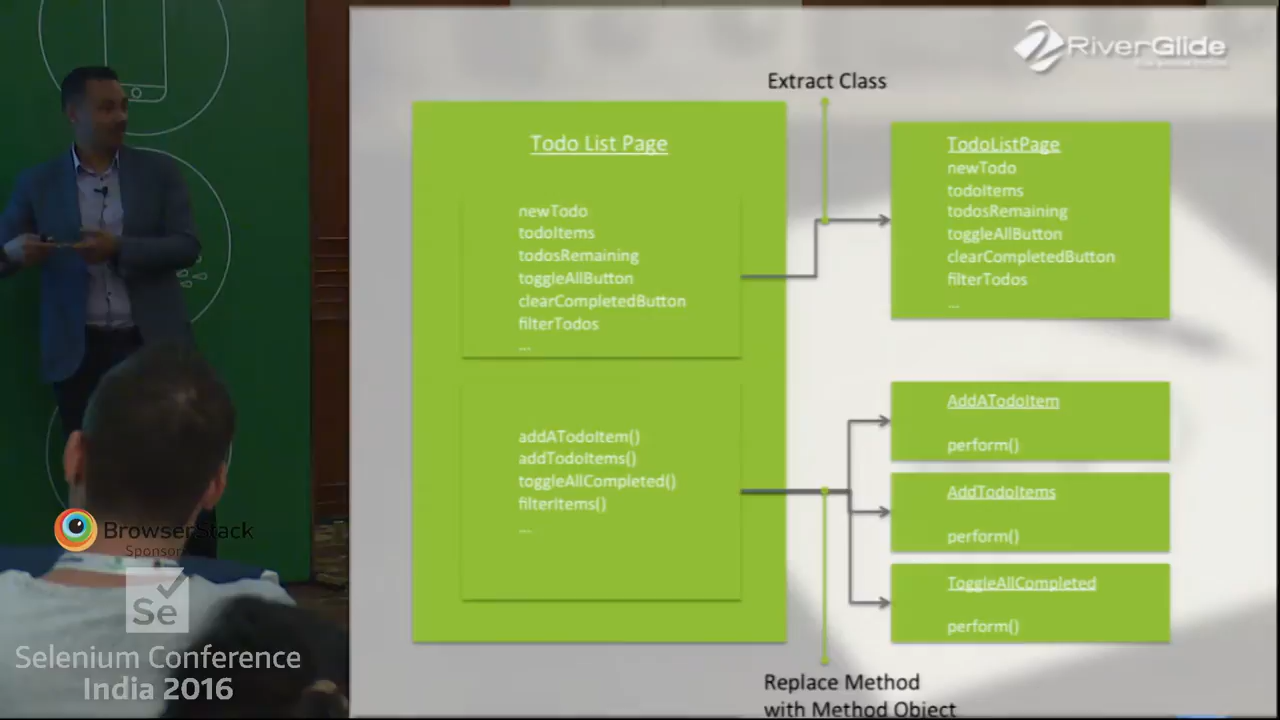 RiverGlide
Extract Class
Todo List Page
newTodo
todoItems
todosRemaining
toggleAllButton
clearCompletedButton
filterTodos
...
addATodoItem()
addTodoItems()
toggleAllCompleted()
filterItems()
...
TodoListPage
newTodo
todoItems
todosRemaining
toggleAllButton
clearCompletedButton
filterTodos
...
AddATodoItem
perform()
AddTodoItems
perform()
ToggleAllCompleted
perform()
Replace Method
with Method Object
BrowserStack
Sponsor
Se
Selenium Conference
India 2016